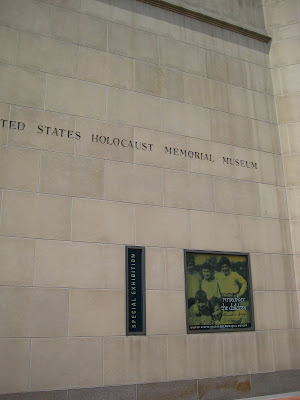 TED STATES HOLOCAUST MEMORIAL MUSEUM
SPECIAL EXHIBITION
remember
the children